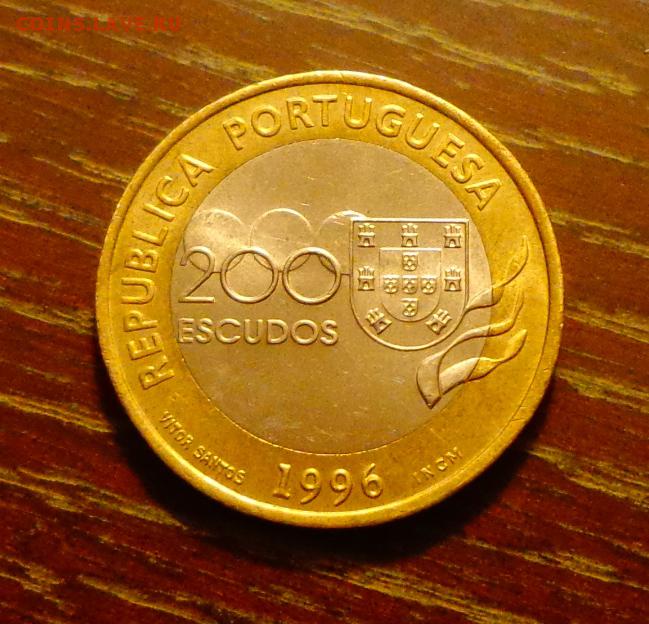 COINS.LAVE.RU
REPUBLICA PORTUGUESA
200
ESCUDOS
VITOR SANTOS
1996
INCM